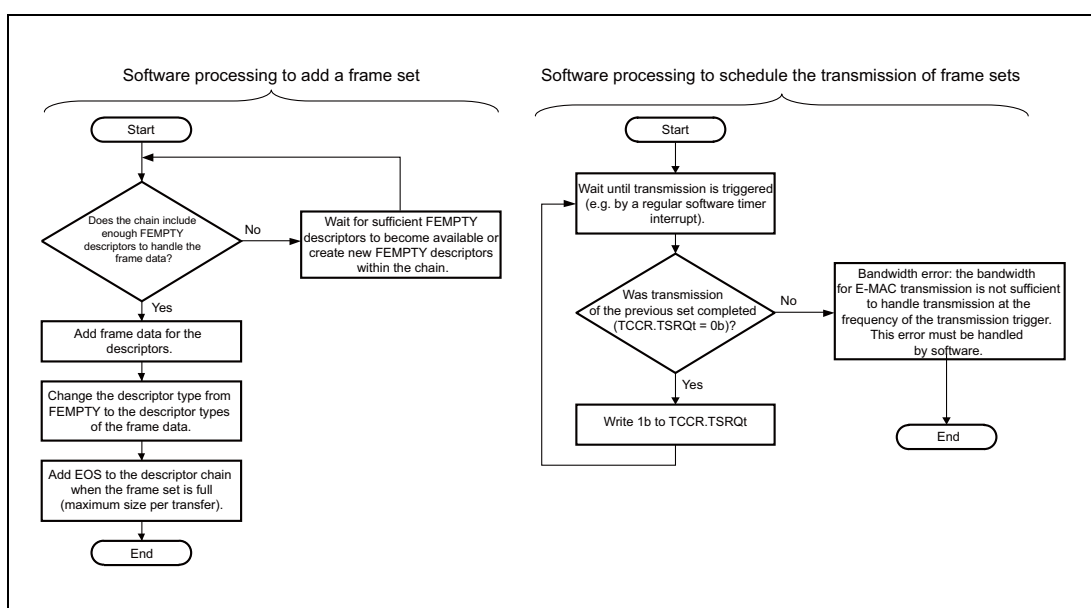 Software processing to add a frame set
Start
Does the chain include
enough FEMPTY
descriptors to handle the
frame data?
No
Wait for sufficient FEMPTY
descriptors to become available or
create new FEMPTY descriptors
within the chain.
Yes
Add frame data for the
descriptors.
Change the descriptor type from
FEMPTY to the descriptor types
of the frame data.
Add EOS to the descriptor chain
when the frame set is full
(maximum size per transfer).
End
Software processing to schedule the transmission of frame sets
Start
Wait until transmission is triggered
(e.g. by a regular software timer
interrupt).
Was transmission
of the previous set completed
(TCCR.TSRQt = 0b)?
No
Bandwidth error: the bandwidth
for E-MAC transmission is not sufficient
to handle transmission at the
frequency of the transmission trigger.
This error must be handled
by software.
Yes
Write 1b to TCCR.TSRQt
End